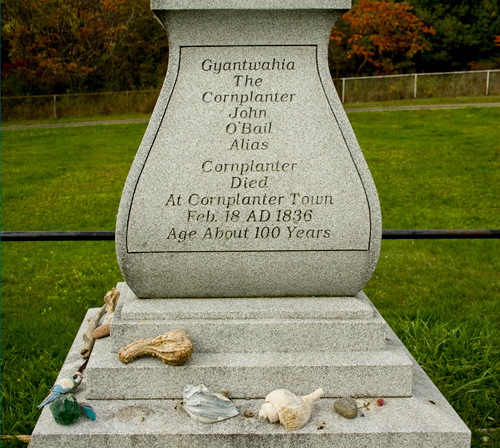 Gyantwahia
The
Cornplanter
John
O'Bail
Alias
Cornplanter
Died
At Cornplanter Town
Feb. 18 AD 1836
Age About 100 Years